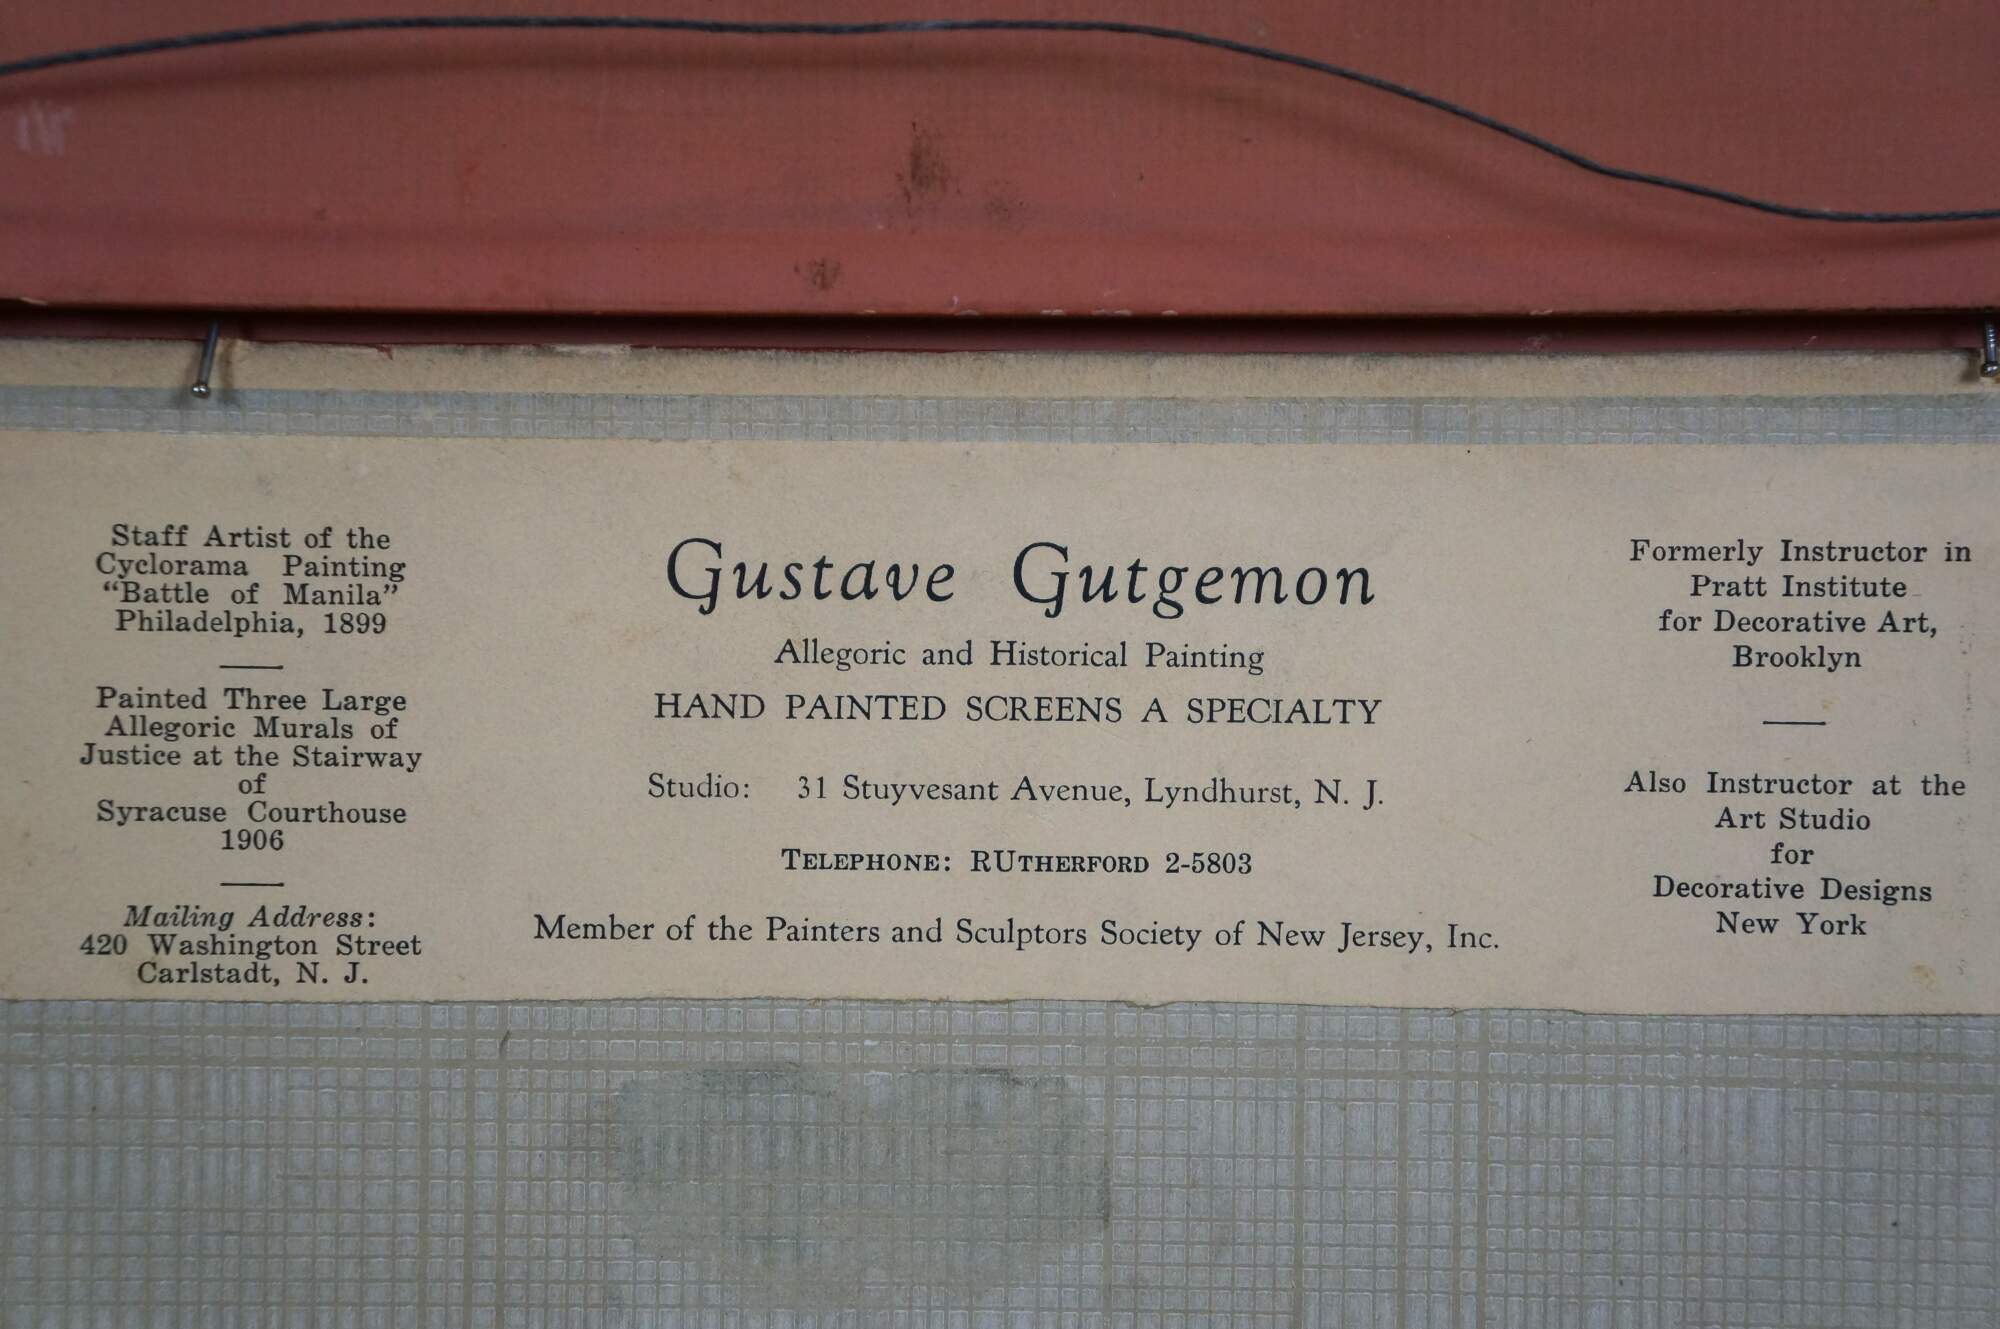 Staff Artist of the
Cyclorama Painting
“Battle of Manila”
Philadelphia, 1899
Painted Three Large
Allegoric Murals of
Justice at the Stairway
of
Syracuse Courthouse
1906
Mailing Address:
420 Washington Street
Carlstadt, N. J.
Gustave Gutgemon
Allegoric and Historical Painting
HAND PAINTED SCREENS A SPECIALTY
Studio: 31 Stuyvesant Avenue, Lyndhurst, N. J.
TELEPHONE: RUTHERFORD 2-5803
Member of the Painters and Sculptors Society of New Jersey, Inc.
Formerly Instructor in
Pratt Institute
for Decorative Art,
Brooklyn
Also Instructor at the
Art Studio
for
Decorative Designs
New York